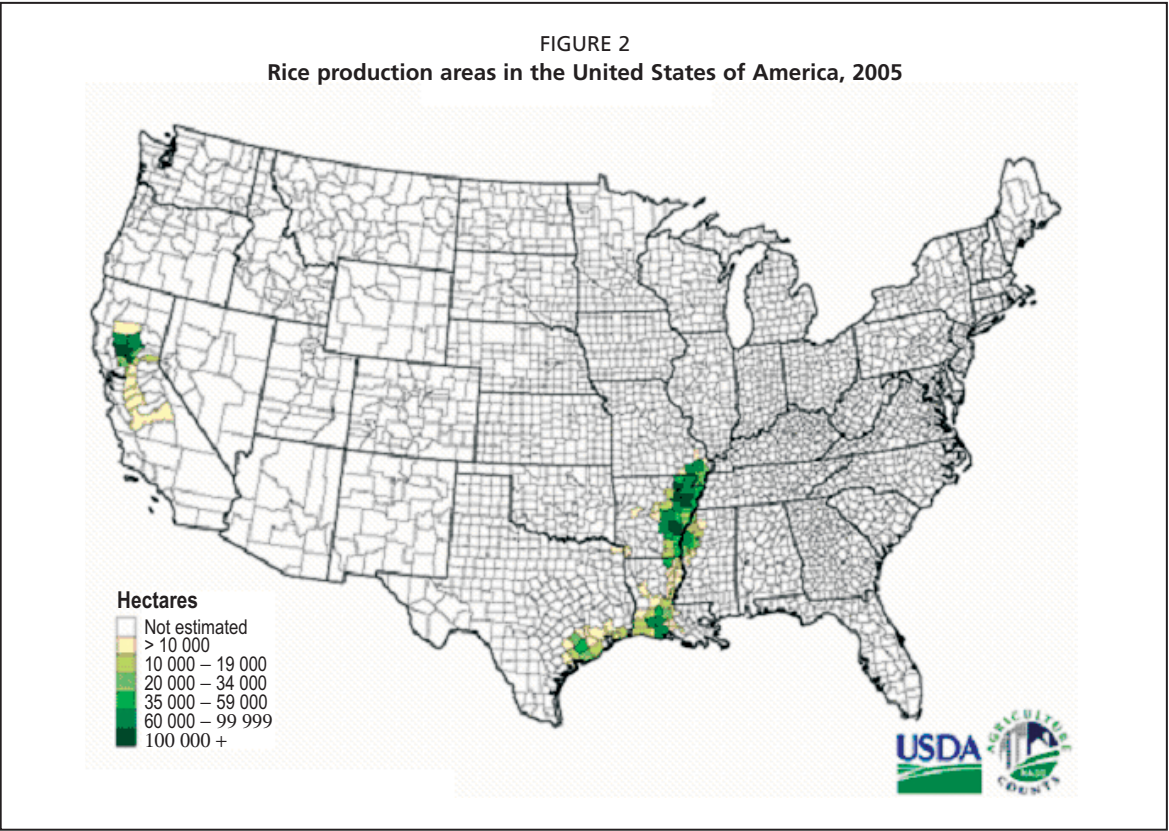 FIGURE 2
Rice production areas in the United States of America, 2005
Hectares
Not estimated
> 10 000
10 000 – 19 000
20 000 – 34 000
35 000 – 59 000
60 000 – 99 999
100 000 +
USDA
AGRICULTURE
NASS
COUNTS